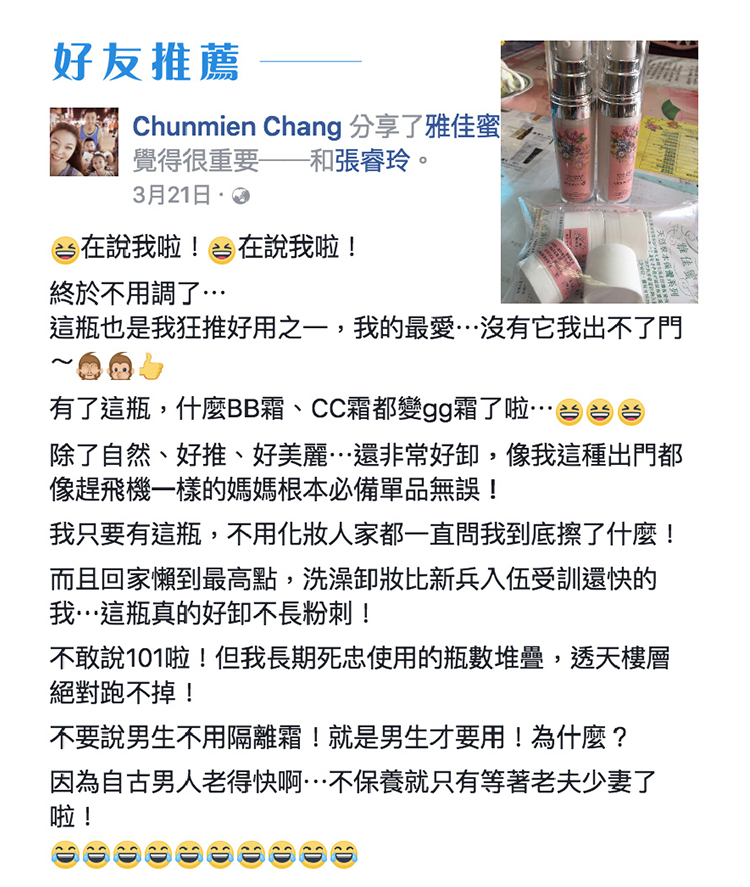 好友推薦
Chunmien Chang 分享了雅佳蜜
覺得很重要——和張睿玲。
3月21日 ·
😆在說我啦！😆在說我啦！
終於不用調了⋯
這瓶也是我狂推好用之一，我的最愛⋯沒有它我出不了門
～🙈🐵👍
有了這瓶，什麼BB霜、CC霜都變gg霜了啦⋯😆😆😆
除了自然、好推、好美麗⋯還非常好卸，像我這種出門都
像趕飛機一樣的媽媽根本必備單品無誤！
我只要有這瓶，不用化妝人家都一直問我到底擦了什麼！
而且回家懶到最高點，洗澡卸妝比新兵入伍受訓還快的
我⋯這瓶真的好卸不長粉刺！
不敢說101啦！但我長期死忠使用的瓶數堆疊，透天樓層
絕對跑不掉！
不要說男生不用隔離霜！就是男生才要用！為什麼？
因為自古男人老得快啊⋯不保養就只有等著老夫少妻了
啦！
😂😂😂😂😂😂😂😂😂😂